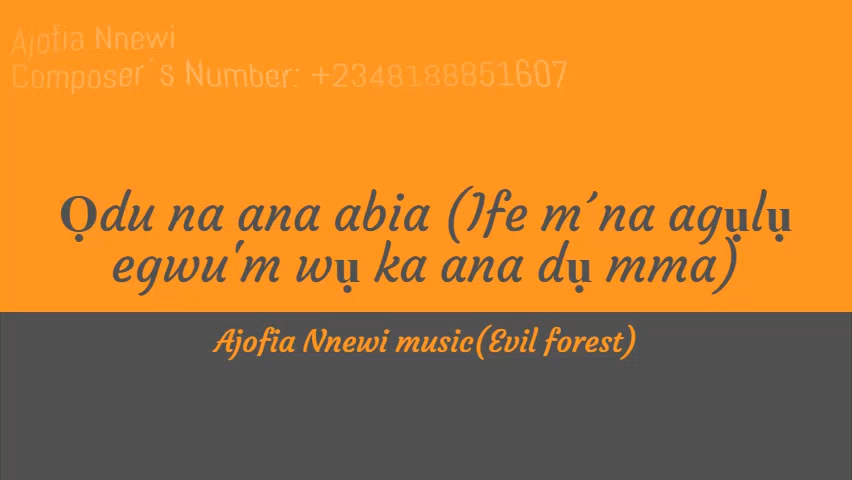 Ajofia Nnewi
Composer´s Number: +2348188851607
Ọdu na ana abia (Ife m´na agụlụ
egwu'm wụ ka ana dụ mma)
Ajofia Nnewi music(Evil forest)